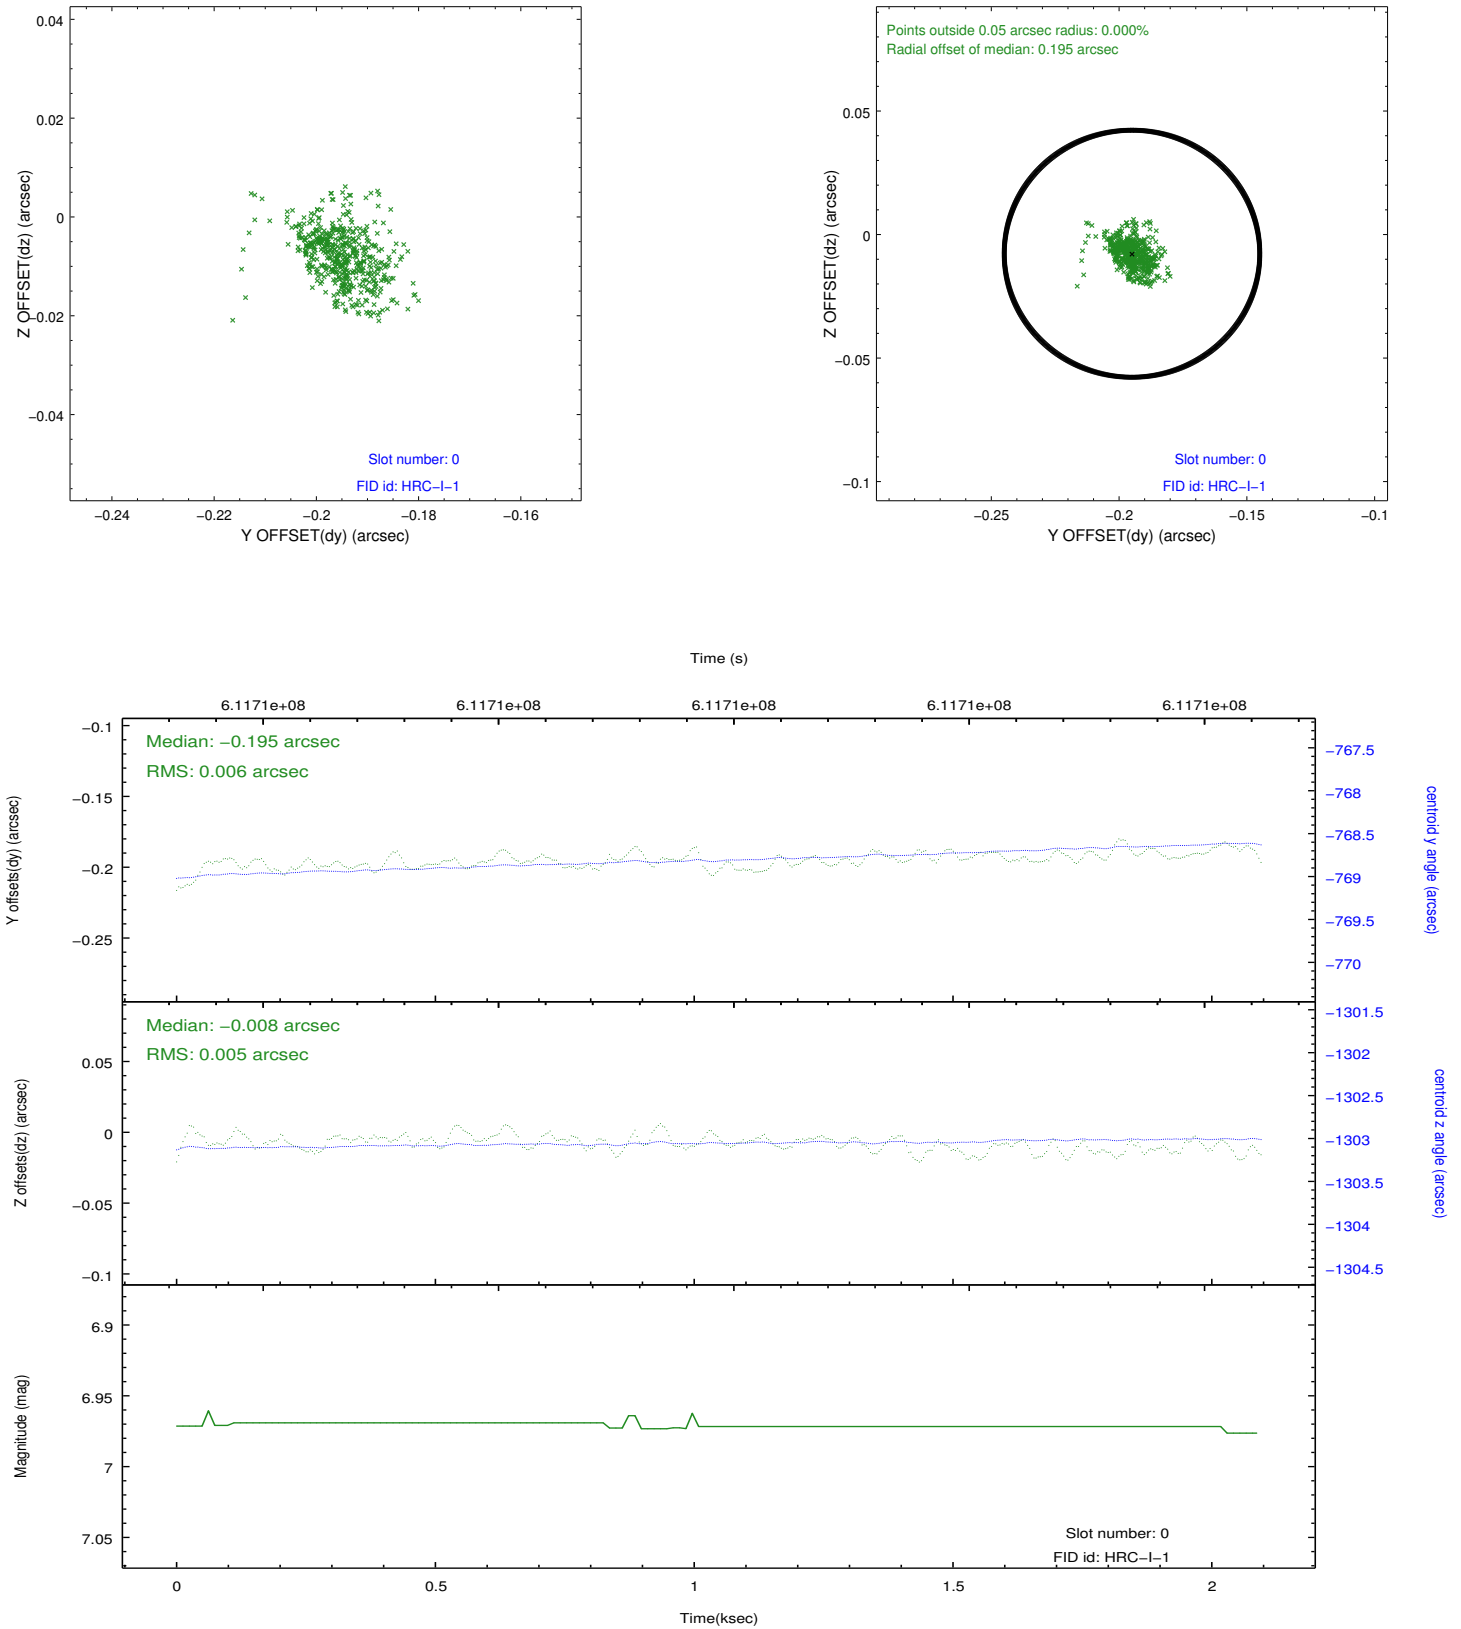 0.04
0.02
0
−0.02
−0.04
Z OFFSET(dz) (arcsec)
Slot number: 0
FID id: HRC−I−1
−0.24
−0.22
−0.2
−0.18
−0.16
Y OFFSET(dy) (arcsec)
Points outside 0.05 arcsec radius: 0.000%
Radial offset of median: 0.195 arcsec
0.05
0
−0.05
−0.1
Z OFFSET(dz) (arcsec)
Slot number: 0
FID id: HRC−I−1
−0.25
−0.2
−0.15
−0.1
Y OFFSET(dy) (arcsec)
Time (s)
6.1171e+08
6.1171e+08
6.1171e+08
6.1171e+08
6.1171e+08
Median: −0.195 arcsec
RMS: 0.006 arcsec
−0.1
−0.15
−0.2
−0.25
Y offsets(dy) (arcsec)
−767.5
−768
−768.5
−769
−769.5
−770
centroid y angle (arcsec)
Median: −0.008 arcsec
RMS: 0.005 arcsec
0.05
0
−0.05
−0.1
Z offsets(dz) (arcsec)
−1301.5
−1302
−1302.5
−1303
−1303.5
−1304
−1304.5
centroid z angle (arcsec)
6.9
6.95
7
7.05
Magnitude (mag)
Slot number: 0
FID id: HRC−I−1
0
0.5
1
1.5
2
Time(ksec)